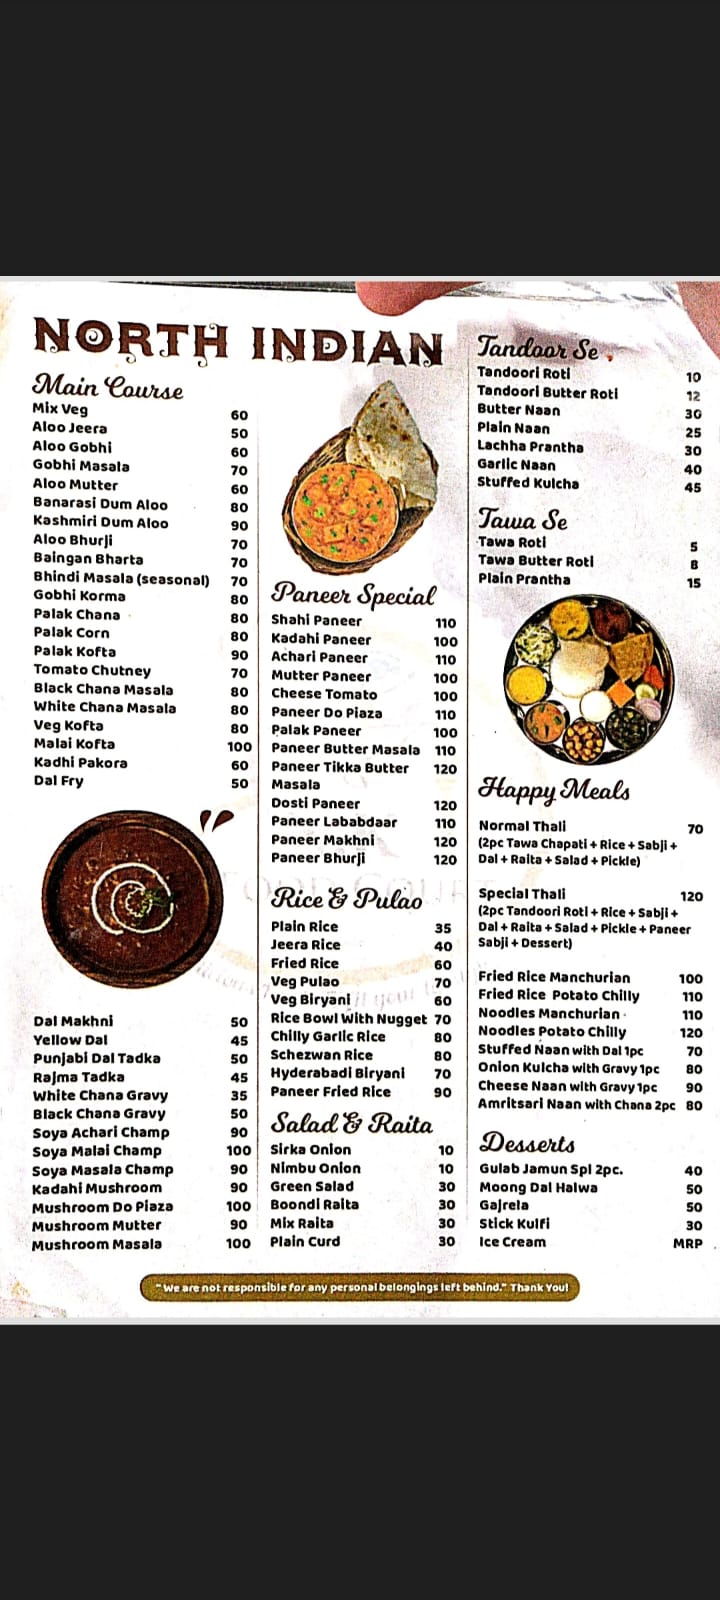 NORTH INDIAN
Main Course
Mix Veg 60
Aloo Jeera 50
Aloo Gobhi 60
Gobhi Masala 70
Aloo Mutter 60
Banarasi Dum Aloo 80
Kashmiri Dum Aloo 90
Aloo Bhurji 70
Baingan Bharta 70
Bhindi Masala (seasonal) 70
Gobhi Korma 80
Palak Chana 80
Palak Corn 80
Palak Kofta 90
Tomato Chutney 70
Black Chana Masala 80
White Chana Masala 80
Veg Kofta 80
Malai Kofta 100
Kadhi Pakora 60
Dal Fry 50
Dal Makhni 50
Yellow Dal 45
Punjabi Dal Tadka 50
Rajma Tadka 45
White Chana Gravy 35
Black Chana Gravy 50
Soya Achari Champ 90
Soya Malai Champ 100
Soya Masala Champ 90
Kadahi Mushroom 90
Mushroom Do Piaza 100
Mushroom Mutter 90
Mushroom Masala 100
Paneer Special
Shahi Paneer 110
Kadahi Paneer 100
Achari Paneer 110
Mutter Paneer 100
Cheese Tomato 100
Paneer Do Piaza 110
Palak Paneer 100
Paneer Butter Masala 110
Paneer Tikka Butter 120
Masala
Dosti Paneer 120
Paneer Lababdaar 110
Paneer Makhni 120
Paneer Bhurji 120
Rice & Pulao
Plain Rice 35
Jeera Rice 40
Fried Rice 60
Veg Pulao 70
Veg Biryani 60
Rice Bowl With Nugget 70
Chilly Garlic Rice 80
Schezwan Rice 80
Hyderabadi Biryani 70
Paneer Fried Rice 90
Salad & Raita
Sirka Onion 10
Nimbu Onion 10
Green Salad 30
Boondi Raita 30
Mix Raita 30
Plain Curd 30
Tandoor Se
Tandoori Roti 10
Tandoori Butter Roti 12
Butter Naan 30
Plain Naan 25
Lachha Prantha 30
Garlic Naan 40
Stuffed Kulcha 45
Tawa Se
Tawa Roti 5
Tawa Butter Roti 8
Plain Prantha 15
Happy Meals
Normal Thali 70
(2pc Tawa Chapati + Rice + Sabji +
Dal + Raita + Salad + Pickle)
Special Thali 120
(2pc Tandoori Roti + Rice + Sabji +
Dal + Raita + Salad + Pickle + Paneer
Sabji + Dessert)
Fried Rice Manchurian 100
Fried Rice Potato Chilly 110
Noodles Manchurian 110
Noodles Potato Chilly 120
Stuffed Naan with Dal 1pc 70
Onion Kulcha with Gravy 1pc 80
Cheese Naan with Gravy 1pc 90
Amritsari Naan with Chana 2pc 80
Desserts
Gulab Jamun Spl 2pc. 40
Moong Dal Halwa 50
Gajrela 50
Stick Kulfi 30
Ice Cream MRP
"We are not responsible for any personal belongings left behind." Thank You!